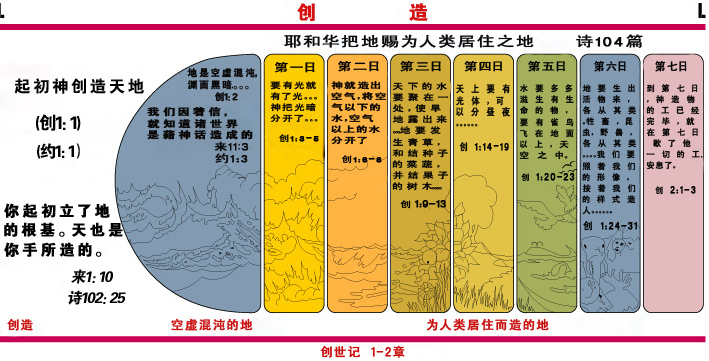 L
创 造
L
耶和华把地赐为人类居住之地 诗104篇
起初神创造天地
(创1: 1)
(约1: 1)
你起初立了地
的根基。天也是
你手所造的。
来1: 10
诗102: 25
地是空虚混沌,
渊面黑暗。。。
创1: 2
我们因着信,
就知道诸世界
是藉神话造成的
来11:3
约1:3
第一日
要有光就
有了光….
神把光暗
分开了….
创1: 3-5
第二日
神就造出
空气,将空
气以下的
水,空气
以上的水
分开了
创1:6-8
第三日
天下的水
要聚在一
处,使旱
地露出来
…地要发
生青草,
和结种子
的菜蔬,
并结果子
的树木….
创 1:9-13
第四日
天上要有
光体,可
以分昼夜
……
创 1:14-19
第五日
水要多多
滋生有生
命的物,
要有雀鸟
飞在地面
以上,天
空之中。
创 1:20-23
第六日
地要生出
活物来,
各从其类
,牲畜,昆
虫,野兽,
各从其类
….我们要
照着我们
的形像,
按着我们
的样式造
人……
创 1:24-31
第七日
到第七日
,神造物
的工已经
完毕,就
在第七日
歇了他
一切的工,
安息了。
创 2:1-3
创造 空虚混沌的地 为人类居住而造的地
创世记 1-2章